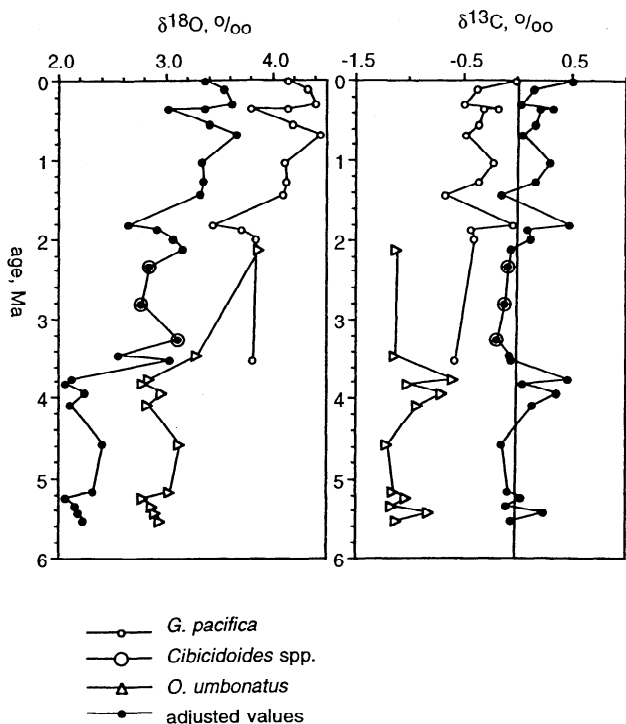 δ18O, o/oo
δ13C, o/oo
2.0 3.0 4.0
-1.5 -0.5 0 0.5
0
0
1
1
2
2
3
3
4
4
5
5
6
6
age, Ma
G. pacifica
Cibicidoides spp.
O. umbonatus
adjusted values